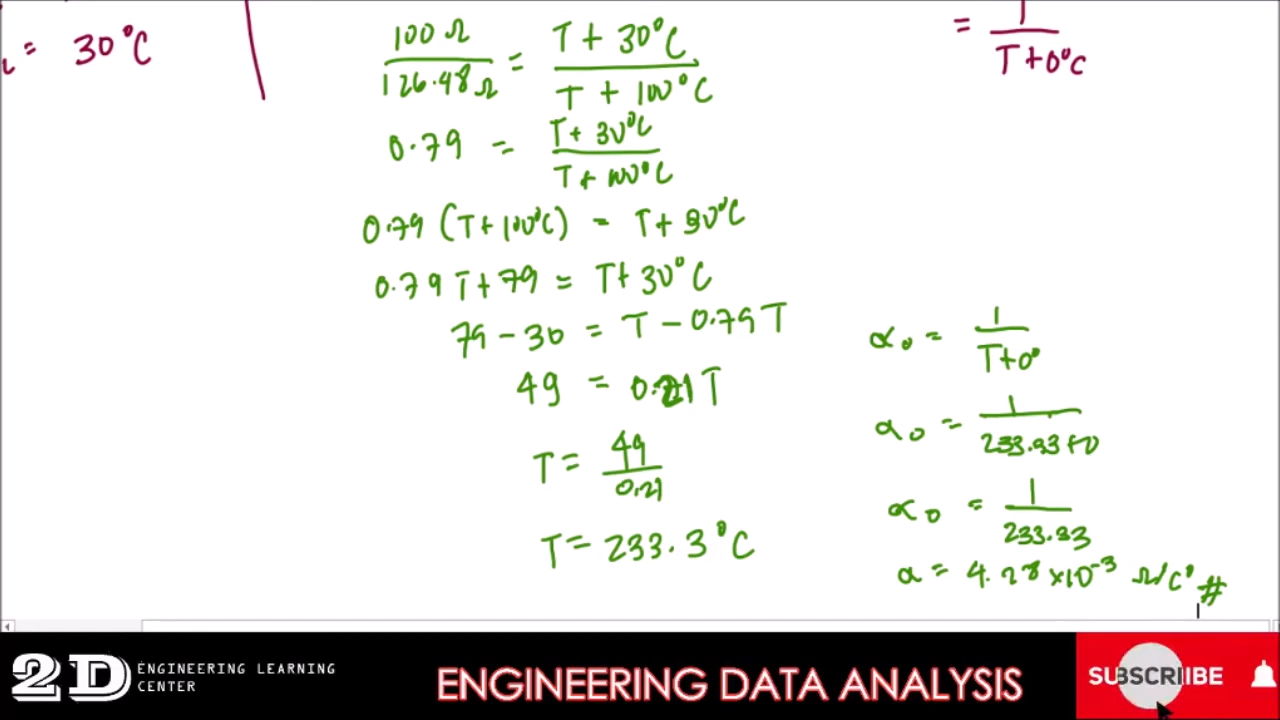 = 30°C
100 Ω / 126.48 Ω = T + 30°C / T + 100°C
0.79 = T + 30°C / T + 100°C
0.79 (T + 100°C) = T + 30°C
0.79 T + 79 = T + 30°C
79 - 30 = T - 0.79 T
49 = 0.21 T
T = 49 / 0.21
T = 233.3°C
= 1 / T + 0°C
α₀ = 1 / T + 0°
α₀ = 1 / 233.33 + 0
α₀ = 1 / 233.33
α = 4.28 × 10⁻³ Ω/C° #
2D ENGINEERING LEARNING
CENTER
ENGINEERING DATA ANALYSIS
SUBSCRIBE